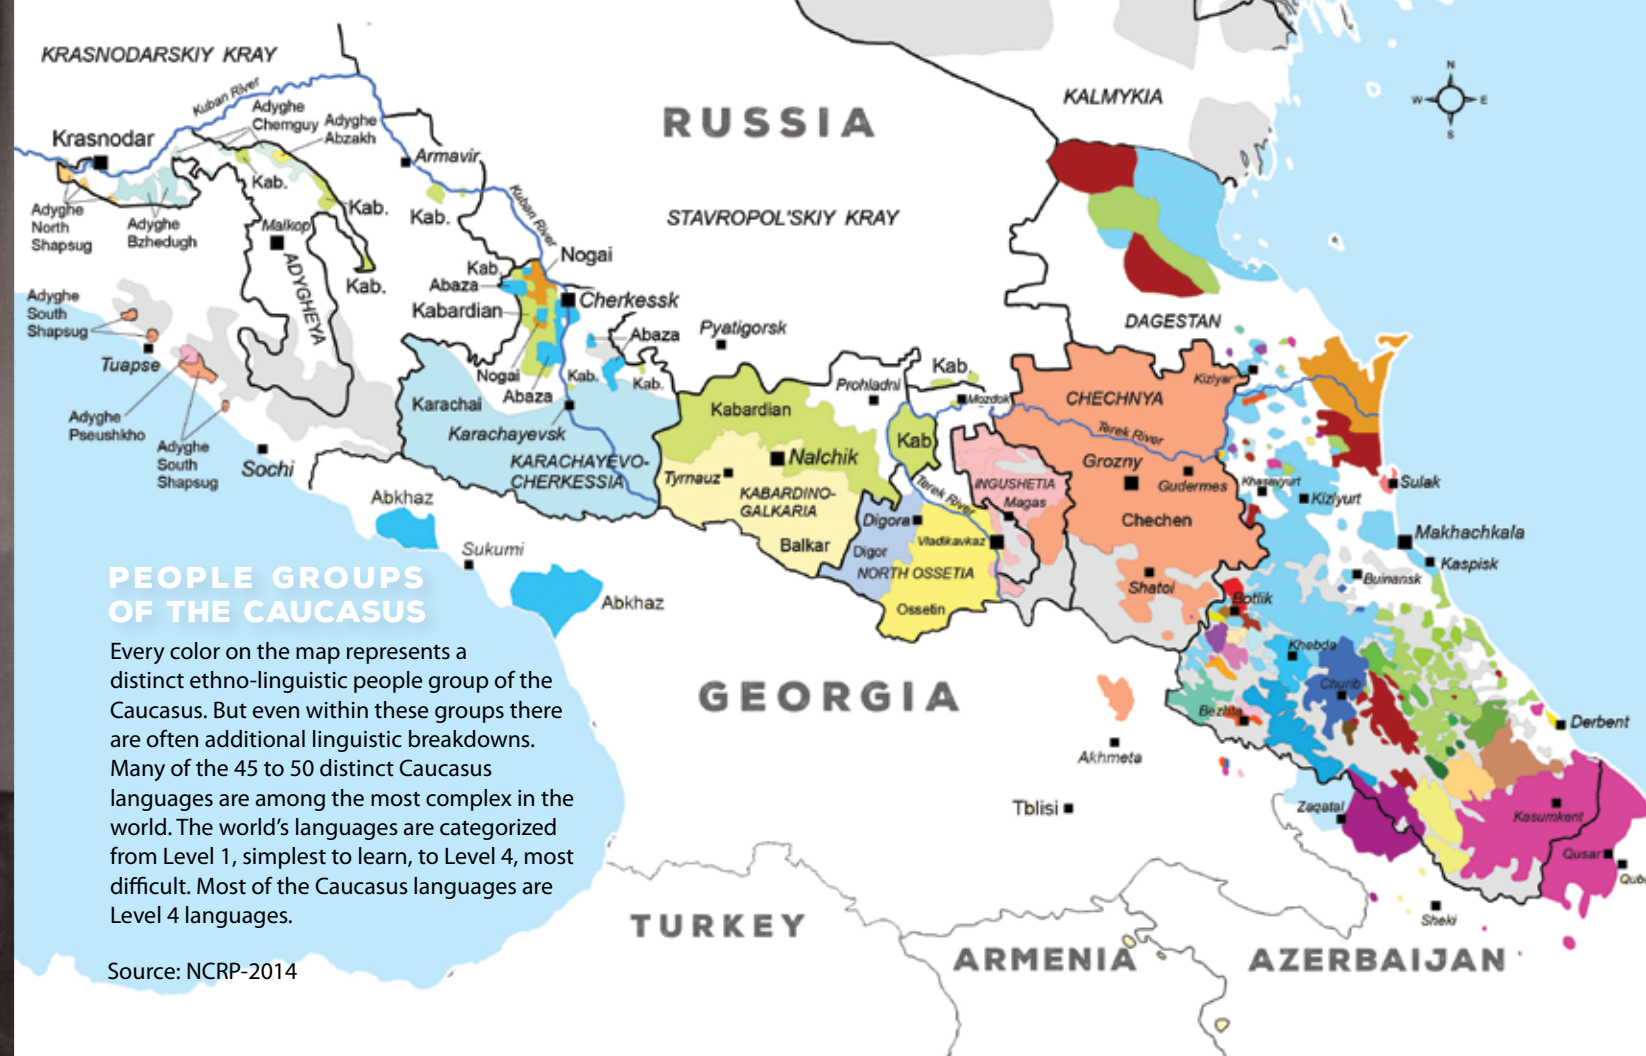 KRASNODARSKIY KRAY
Kuban River
Adyghe
Chemguy
Adyghe
Abzakh
Krasnodar
Armavir
Kab.
Kab.
Kab.
Kab.
Adyghe
North
Shapsug
Adyghe
Bzhedugh
Maikop
ADYGHEYA
Adyghe
South
Shapsug
Tuapse
Adyghe
Pseushkho
Adyghe
South
Shapsug
Sochi
RUSSIA
STAVROPOL'SKIY KRAY
KALMYKIA
N
W
E
S
Kuban River
Nogai
Kab.
Abaza
Kabardian
Cherkessk
Abaza
Pyatigorsk
Nogai
Abaza
Kab.
Kab.
Karachai
Karachayevsk
KARACHAYEVO-
CHERKESSIA
Kabardian
Nalchik
Tyrnauz
KABARDINO-
GALKARIA
Balkar
Prohladni
Kab.
Mozdok
Kab
Terek River
Digora
Digor
Vladikavkaz
NORTH OSSETIA
Ossetin
INGUSHETIA
Magas
CHECHNYA
Terek River
Grozny
Gudermes
Chechen
Shatoi
DAGESTAN
Kizlyar
Khasavyurt
Kizlyurt
Sulak
Makhachkala
Kaspisk
Buinansk
Botlik
Khebda
Churib
Bezhta
Derbent
Kasumkent
Qusar
Qub
Zaqatal
Sheki
Abkhaz
Sukumi
Abkhaz
GEORGIA
Akhmeta
Tblisi
TURKEY
ARMENIA
AZERBAIJAN
PEOPLE GROUPS
OF THE CAUCASUS
Every color on the map represents a
distinct ethno-linguistic people group of the
Caucasus. But even within these groups there
are often additional linguistic breakdowns.
Many of the 45 to 50 distinct Caucasus
languages are among the most complex in the
world. The world’s languages are categorized
from Level 1, simplest to learn, to Level 4, most
difficult. Most of the Caucasus languages are
Level 4 languages.
Source: NCRP-2014